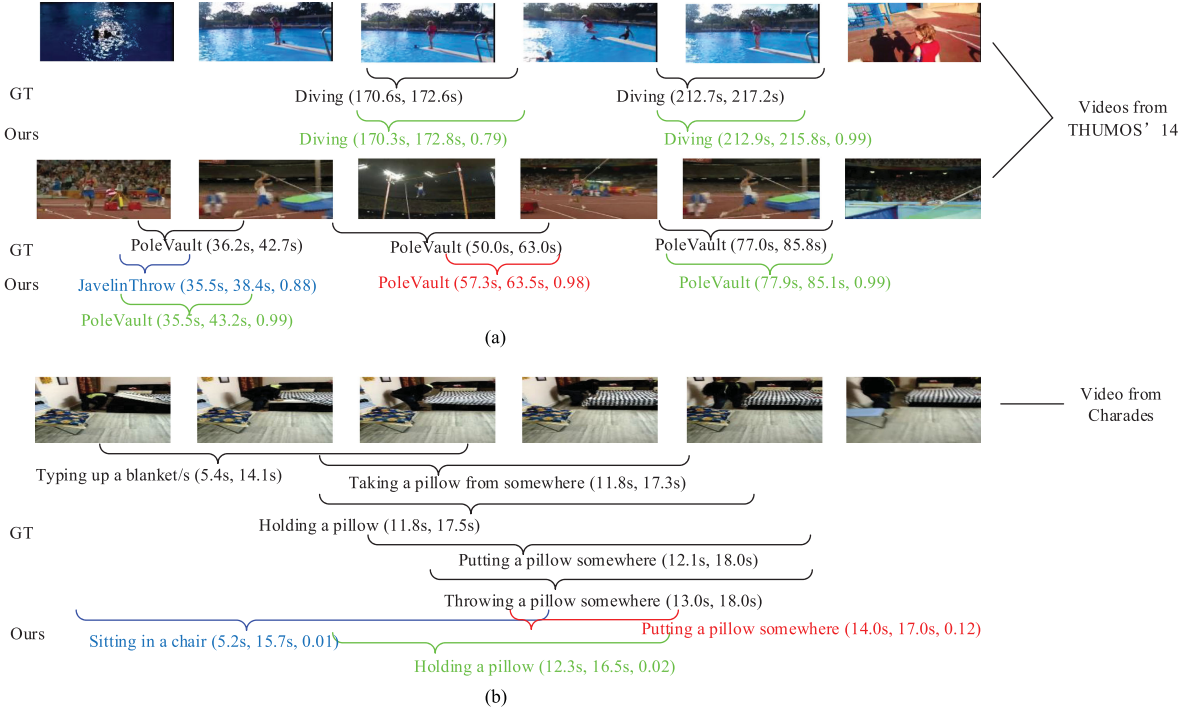 GT
Diving (170.6s, 172.6s)
Diving (212.7s, 217.2s)
Ours
Diving (170.3s, 172.8s, 0.79)
Diving (212.9s, 215.8s, 0.99)
Videos from
THUMOS’ 14
GT
PoleVault (36.2s, 42.7s)
PoleVault (50.0s, 63.0s)
PoleVault (77.0s, 85.8s)
Ours
JavelinThrow (35.5s, 38.4s, 0.88)
PoleVault (57.3s, 63.5s, 0.98)
PoleVault (77.9s, 85.1s, 0.99)
PoleVault (35.5s, 43.2s, 0.99)
(a)
Video from
Charades
Typing up a blanket/s (5.4s, 14.1s)
Taking a pillow from somewhere (11.8s, 17.3s)
Holding a pillow (11.8s, 17.5s)
GT
Putting a pillow somewhere (12.1s, 18.0s)
Throwing a pillow somewhere (13.0s, 18.0s)
Ours
Putting a pillow somewhere (14.0s, 17.0s, 0.12)
Sitting in a chair (5.2s, 15.7s, 0.01)
Holding a pillow (12.3s, 16.5s, 0.02)
(b)